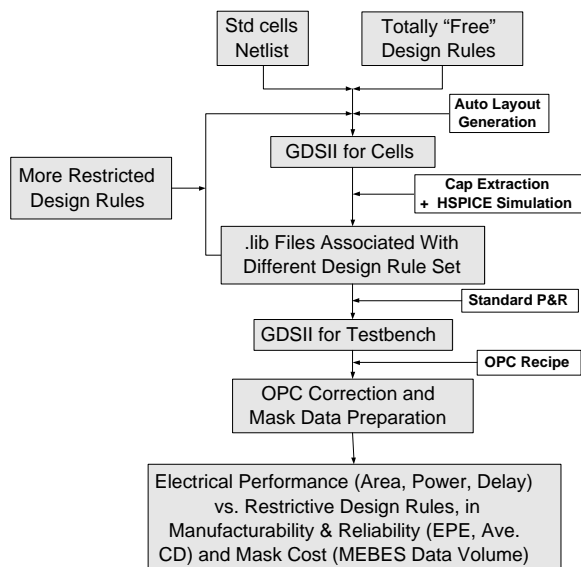 Std cells
Netlist
Totally “Free”
Design Rules
Auto Layout
Generation
GDSII for Cells
More Restricted
Design Rules
Cap Extraction
+ HSPICE Simulation
.lib Files Associated With
Different Design Rule Set
Standard P&R
GDSII for Testbench
OPC Recipe
OPC Correction and
Mask Data Preparation
Electrical Performance (Area, Power, Delay)
vs. Restrictive Design Rules, in
Manufacturability & Reliability (EPE, Ave.
CD) and Mask Cost (MEBES Data Volume)